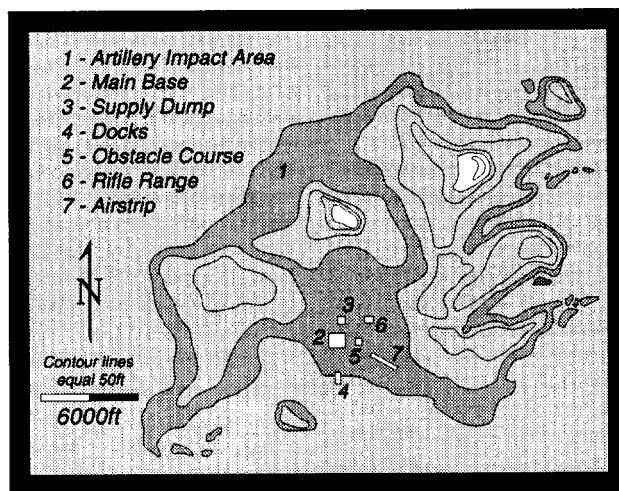 1 - Artillery Impact Area
2 - Main Base
3 - Supply Dump
4 - Docks
5 - Obstacle Course
6 - Rifle Range
7 - Airstrip
1
N
3
6
2
5
7
4
Contour lines
equal 50ft
6000ft